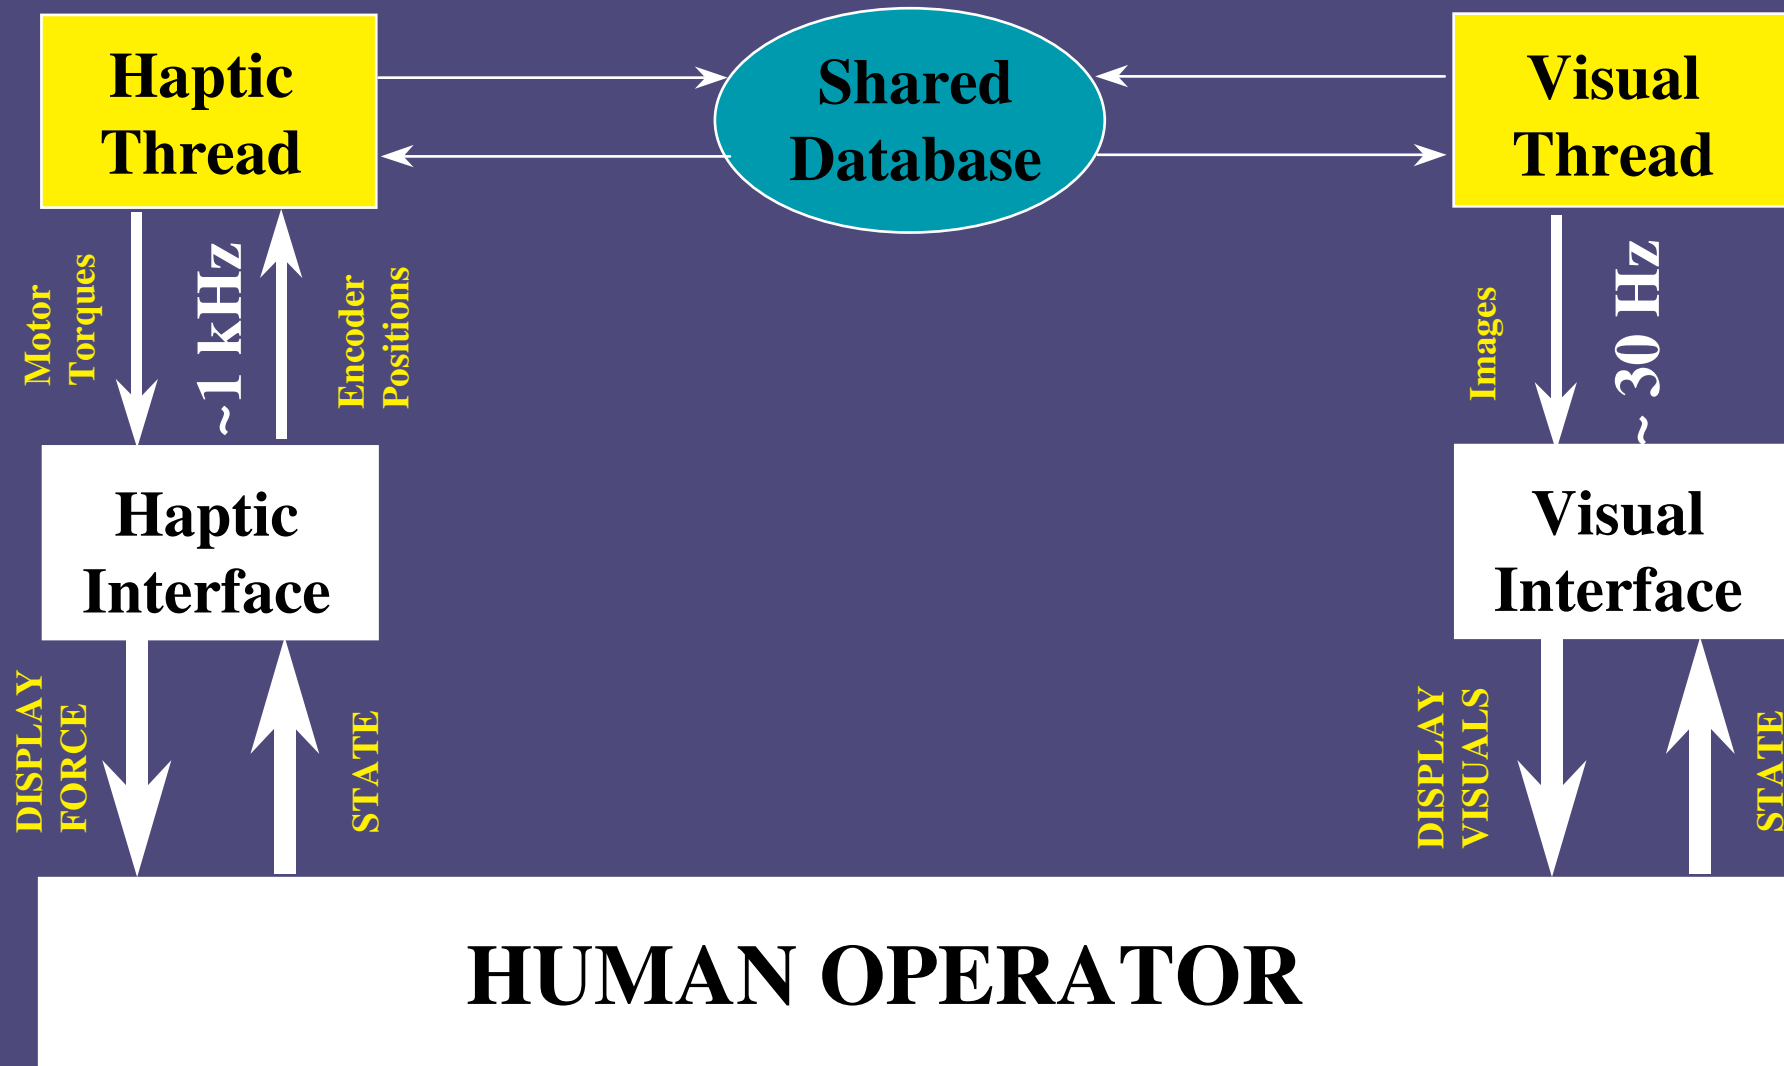 Haptic
Thread
Shared
Database
Visual
Thread
Motor
Torques
~1 kHz
Encoder
Positions
Images
~ 30 Hz
Haptic
Interface
Visual
Interface
DISPLAY
FORCE
STATE
DISPLAY
VISUALS
STATE
HUMAN OPERATOR